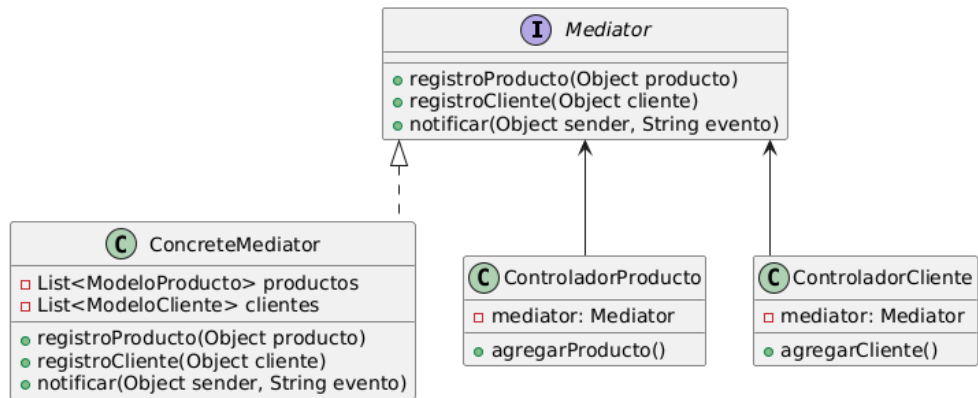 I Mediator
registroProducto(Object producto)
registroCliente(Object cliente)
notificar(Object sender, String evento)
C ConcreteMediator
List<ModeloProducto> productos
List<ModeloCliente> clientes
registroProducto(Object producto)
registroCliente(Object cliente)
notificar(Object sender, String evento)
C ControladorProducto
mediator: Mediator
agregarProducto()
C ControladorCliente
mediator: Mediator
agregarCliente()